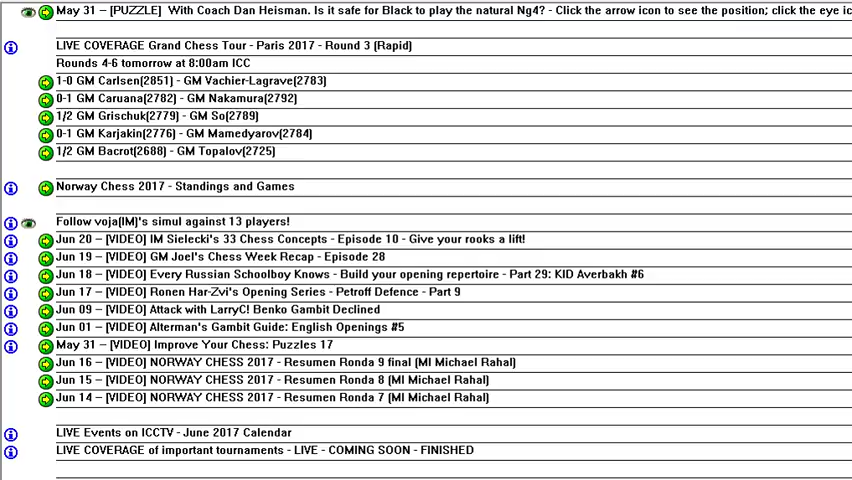 May 31 – [PUZZLE] With Coach Dan Heisman. Is it safe for Black to play the natural Ng4? - Click the arrow icon to see the position; click the eye ic
LIVE COVERAGE Grand Chess Tour - Paris 2017 - Round 3 (Rapid)
Rounds 4-6 tomorrow at 8:00am ICC
1-0 GM Carlsen(2851) - GM Vachier-Lagrave(2783)
0-1 GM Caruana(2782) - GM Nakamura(2792)
1/2 GM Grischuk(2779) - GM So(2789)
0-1 GM Karjakin(2776) - GM Mamedyarov(2784)
1/2 GM Bacrot(2688) - GM Topalov(2725)
Norway Chess 2017 - Standings and Games
Follow voja(IM)'s simul against 13 players!
Jun 20 – [VIDEO] IM Sielecki's 33 Chess Concepts - Episode 10 - Give your rooks a lift!
Jun 19 – [VIDEO] GM Joel's Chess Week Recap - Episode 28
Jun 18 – [VIDEO] Every Russian Schoolboy Knows - Build your opening repertoire - Part 29: KID Averbakh #6
Jun 17 – [VIDEO] Ronen Har-Zvi's Opening Series - Petroff Defence - Part 9
Jun 09 – [VIDEO] Attack with LarryC! Benko Gambit Declined
Jun 01 – [VIDEO] Alterman's Gambit Guide: English Openings #5
May 31 – [VIDEO] Improve Your Chess: Puzzles 17
Jun 16 – [VIDEO] NORWAY CHESS 2017 - Resumen Ronda 9 final (MI Michael Rahal)
Jun 15 – [VIDEO] NORWAY CHESS 2017 - Resumen Ronda 8 (MI Michael Rahal)
Jun 14 – [VIDEO] NORWAY CHESS 2017 - Resumen Ronda 7 (MI Michael Rahal)
LIVE Events on ICCTV - June 2017 Calendar
LIVE COVERAGE of important tournaments - LIVE - COMING SOON - FINISHED